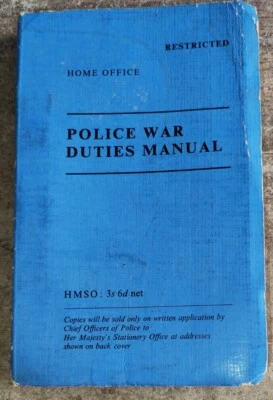 RESTRICTED
HOME OFFICE
POLICE WAR
DUTIES MANUAL
HMSO: 3s 6d net
Copies will be sold only on written application by
Chief Officers of Police to
Her Majesty's Stationery Office at addresses
shown on back cover